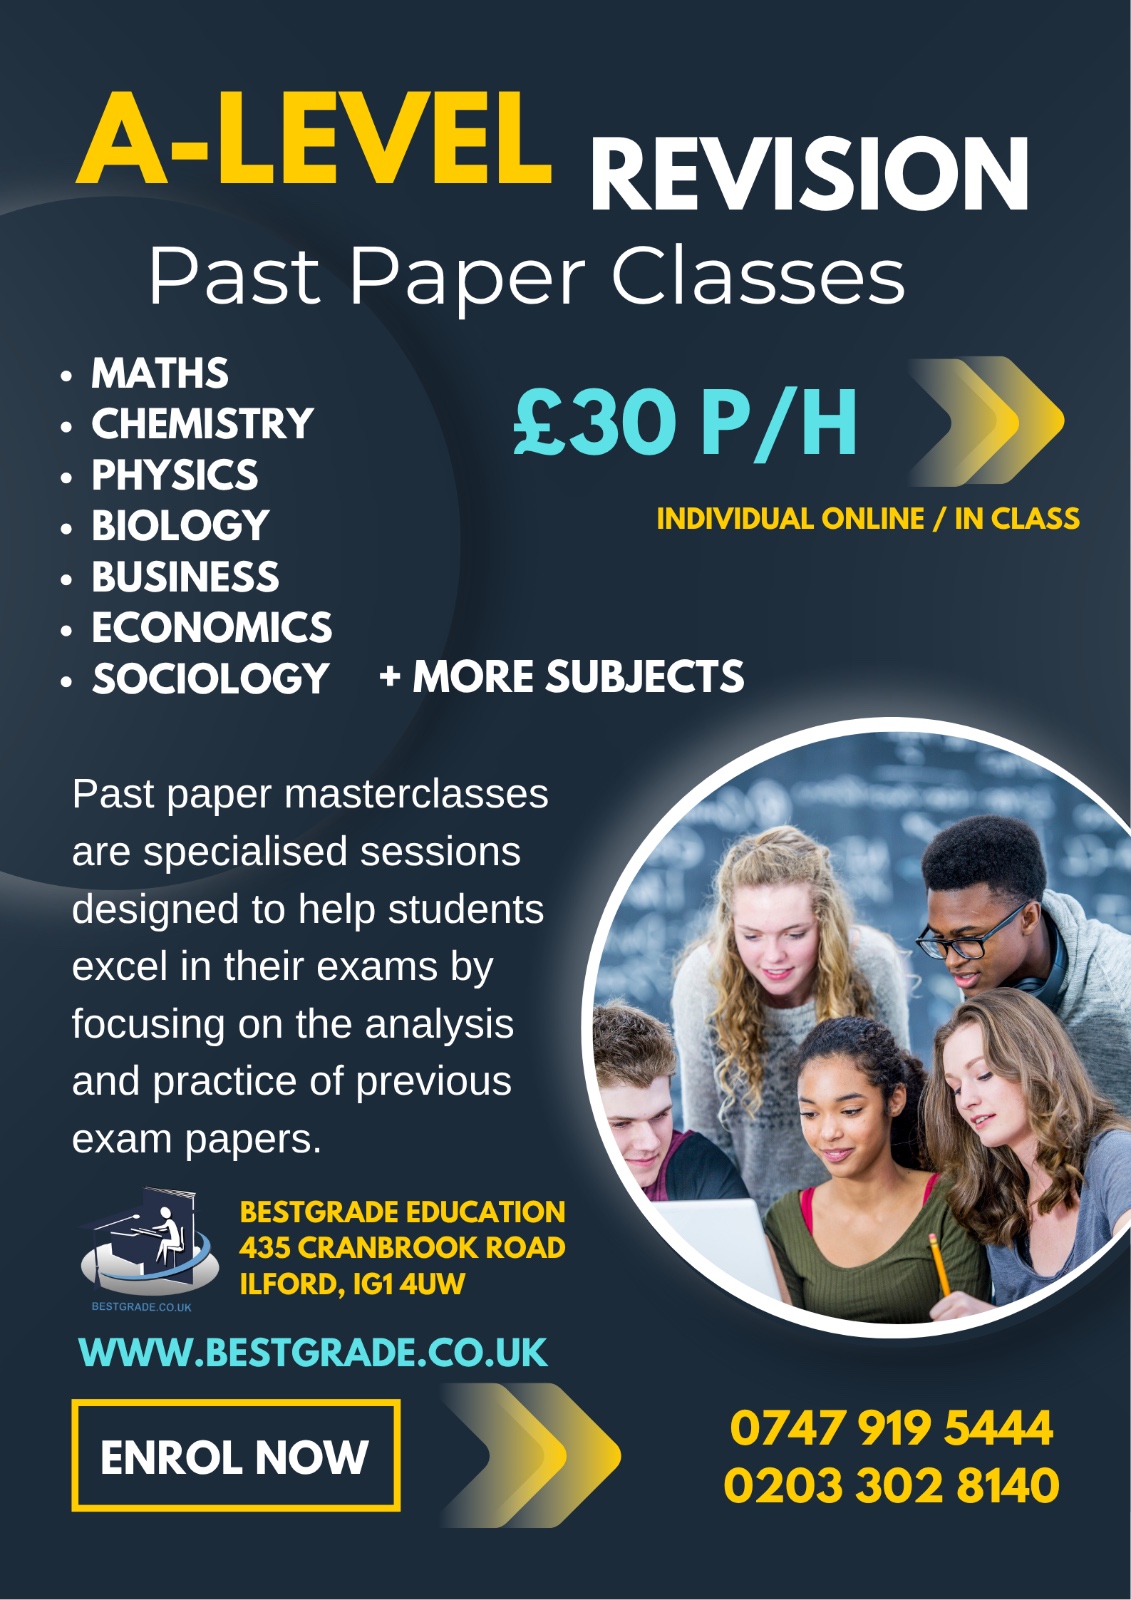 A-LEVEL REVISION
Past Paper Classes
• MATHS
• CHEMISTRY
• PHYSICS
• BIOLOGY
• BUSINESS
• ECONOMICS
• SOCIOLOGY + MORE SUBJECTS
£30 P/H
INDIVIDUAL ONLINE / IN CLASS
Past paper masterclasses
are specialised sessions
designed to help students
excel in their exams by
focusing on the analysis
and practice of previous
exam papers.
BESTGRADE.CO.UK
BESTGRADE EDUCATION
435 CRANBROOK ROAD
ILFORD, IG1 4UW
WWW.BESTGRADE.CO.UK
ENROL NOW
0747 919 5444
0203 302 8140